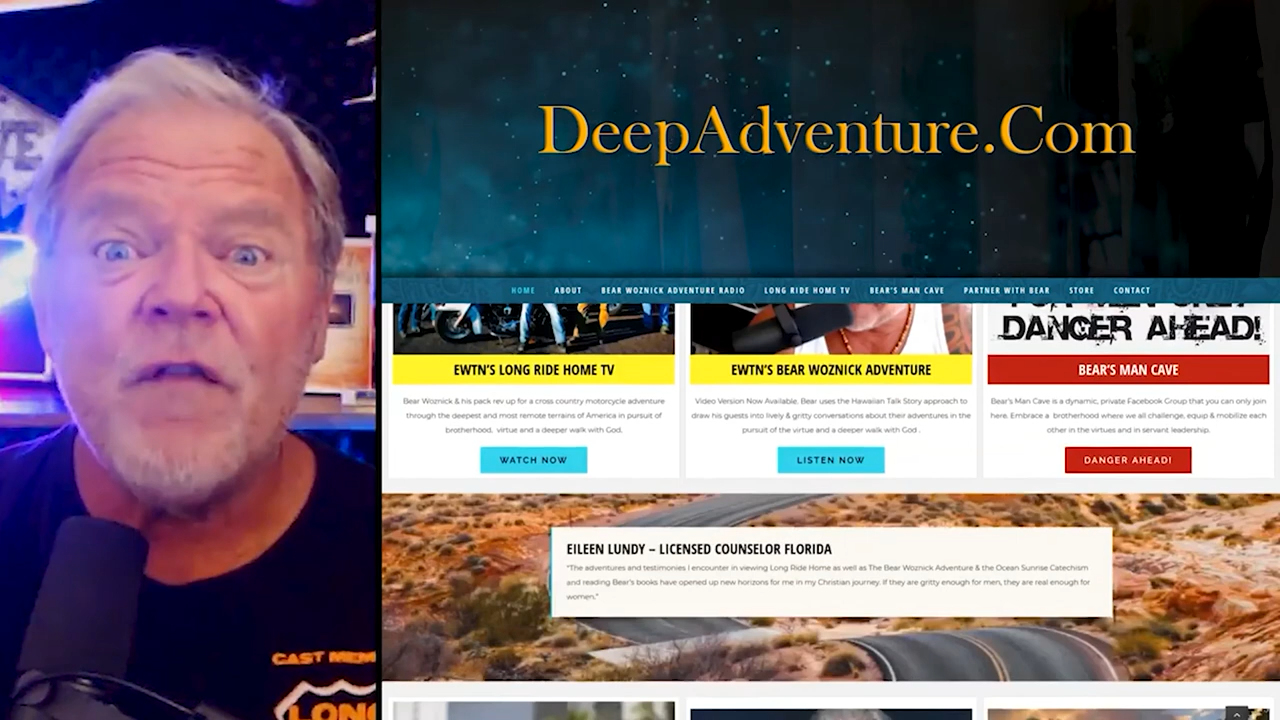 DeepAdventure.Com
HOME ABOUT BEAR WOZNICK ADVENTURE RADIO LONG RIDE HOME TV BEAR'S MAN CAVE PARTNER WITH BEAR STORE CONTACT
DANGER AHEAD!
EWTN'S LONG RIDE HOME TV
Bear Woznick & his pack rev up for a cross country motorcycle adventure
through the deepest and most remote terrains of America in pursuit of
brotherhood, virtue and a deeper walk with God.
WATCH NOW
EWTN'S BEAR WOZNICK ADVENTURE
Video Version Now Available. Bear uses the Hawaiian Talk Story approach to
draw his guests into lively & gritty conversations about their adventures in the
pursuit of the virtue and a deeper walk with God .
LISTEN NOW
BEAR'S MAN CAVE
Bear's Man Cave is a dynamic, private Facebook Group that you can only join
here. Embrace a brotherhood where we all challenge, equip & mobilize each
other in the virtues and in servant leadership.
DANGER AHEAD!
EILEEN LUNDY – LICENSED COUNSELOR FLORIDA
"The adventures and testimonies I encounter in viewing Long Ride Home as well as The Bear Woznick Adventure & the Ocean Sunrise Catechism
and reading Bear's books have opened up new horizons for me in my Christian journey. If they are gritty enough for men, they are real enough for
women."
CAST MEM
LONG